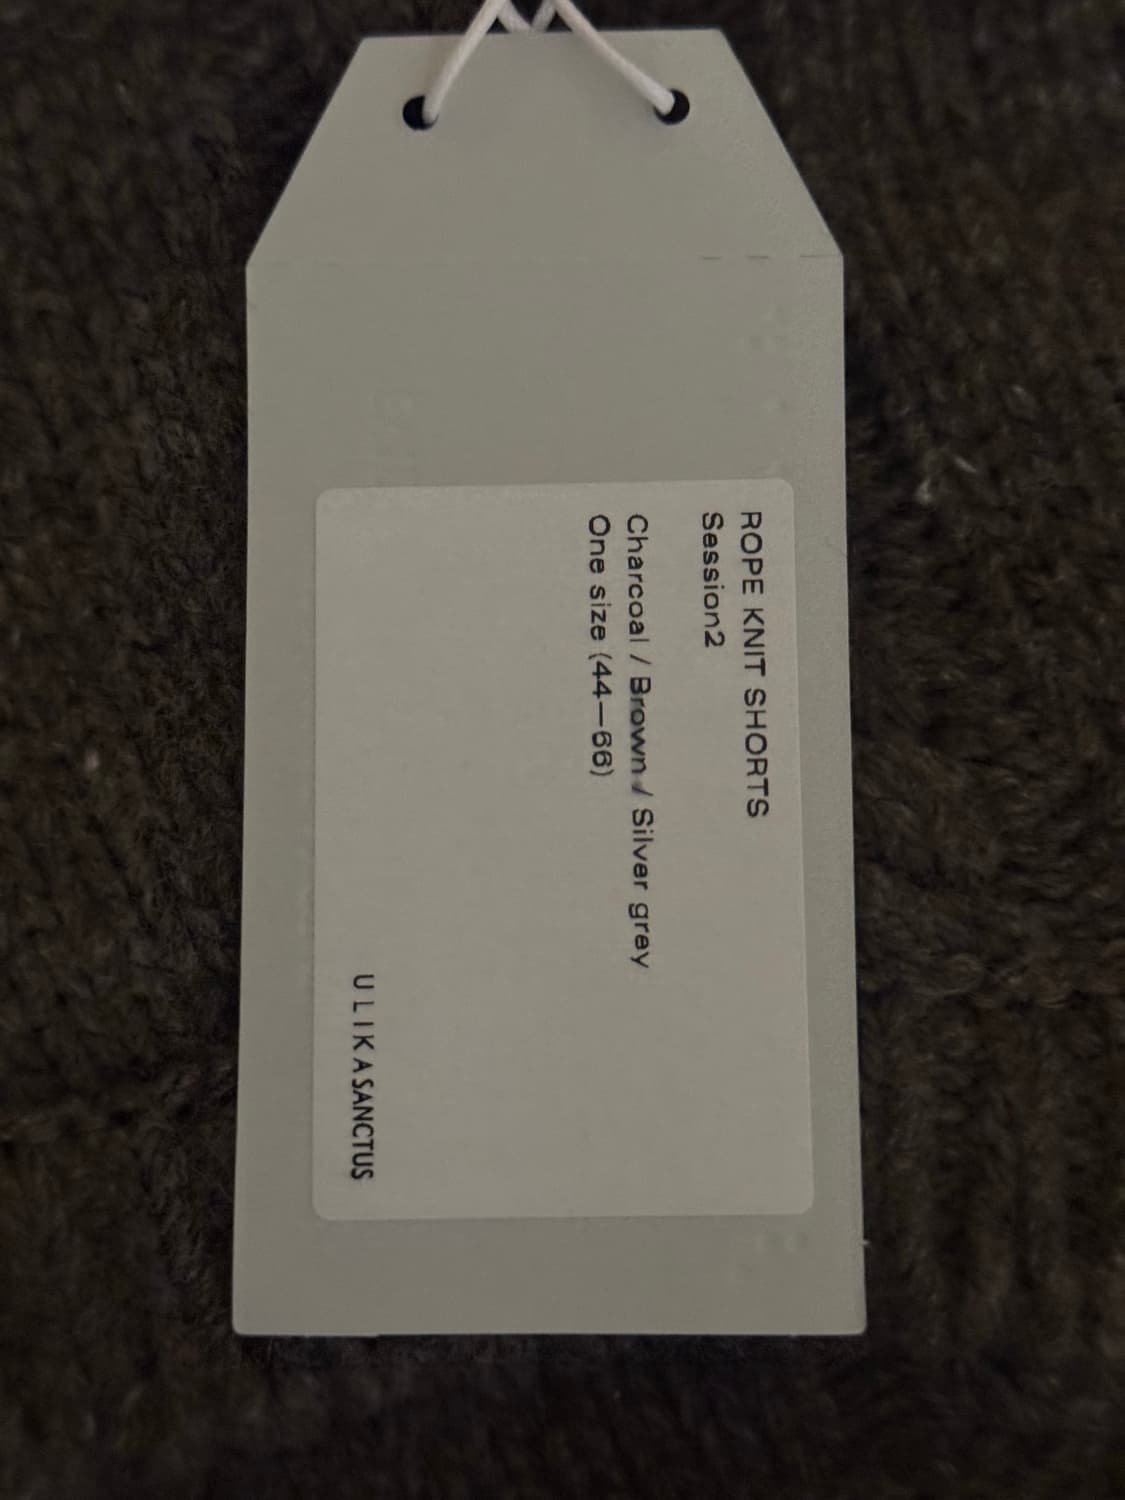 ROPE KNIT SHORTS
Session2
Charcoal / Brown / Silver grey
One size (44—66)
ULIKASANCTUS